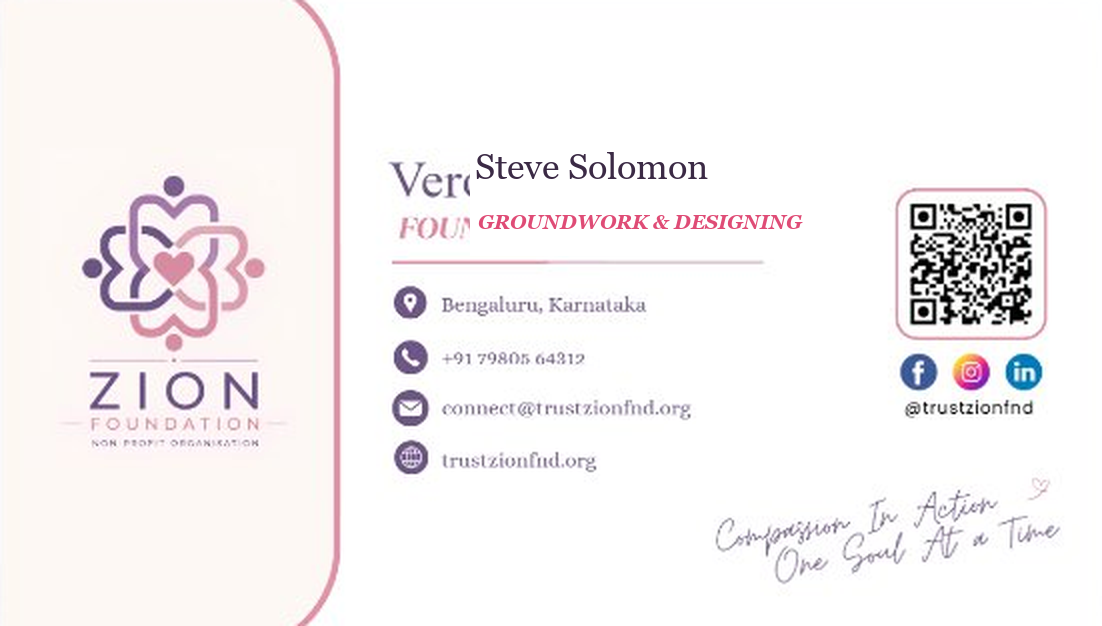 ZION
FOUNDATION
NON PROFIT ORGANISATION
Steve Solomon
GROUNDWORK & DESIGNING
Bengaluru, Karnataka
+91 79805 64312
connect@trustzionfnd.org
trustzionfnd.org
@trustzionfnd
Compassion In Action
One Soul At a Time